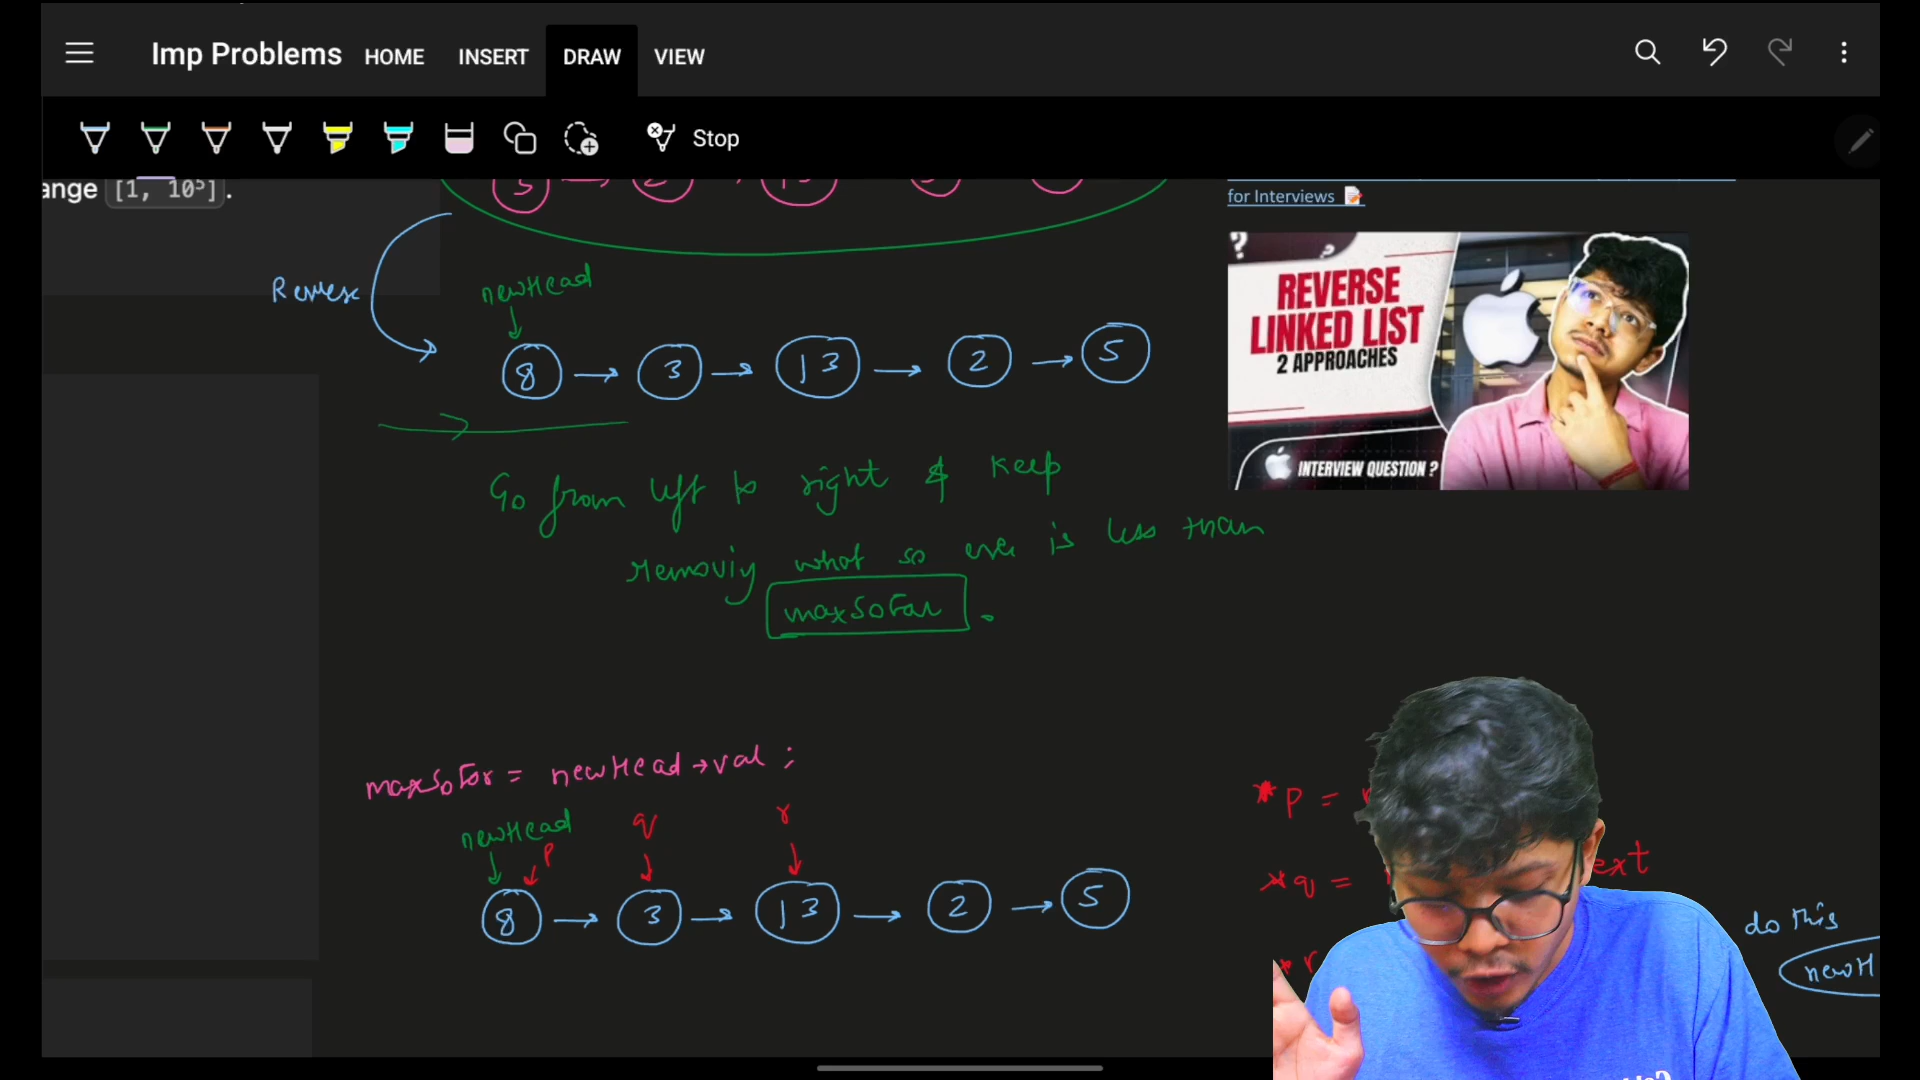 Imp Problems HOME INSERT DRAW VIEW
Stop
ange [1, 10⁵].
for Interviews 📝
Reverse
newHead
8 → 3 → 13 → 2 → 5
REVERSE
LINKED LIST
2 APPROACHES
INTERVIEW QUESTION ?
Go from left to right & keep
removing what so ever is less than
maxSoFar.
maxSoFar = newHead→val ;
newHead p q r
8 → 3 → 13 → 2 → 5
*p =
*q = ext
*r
do this
newH